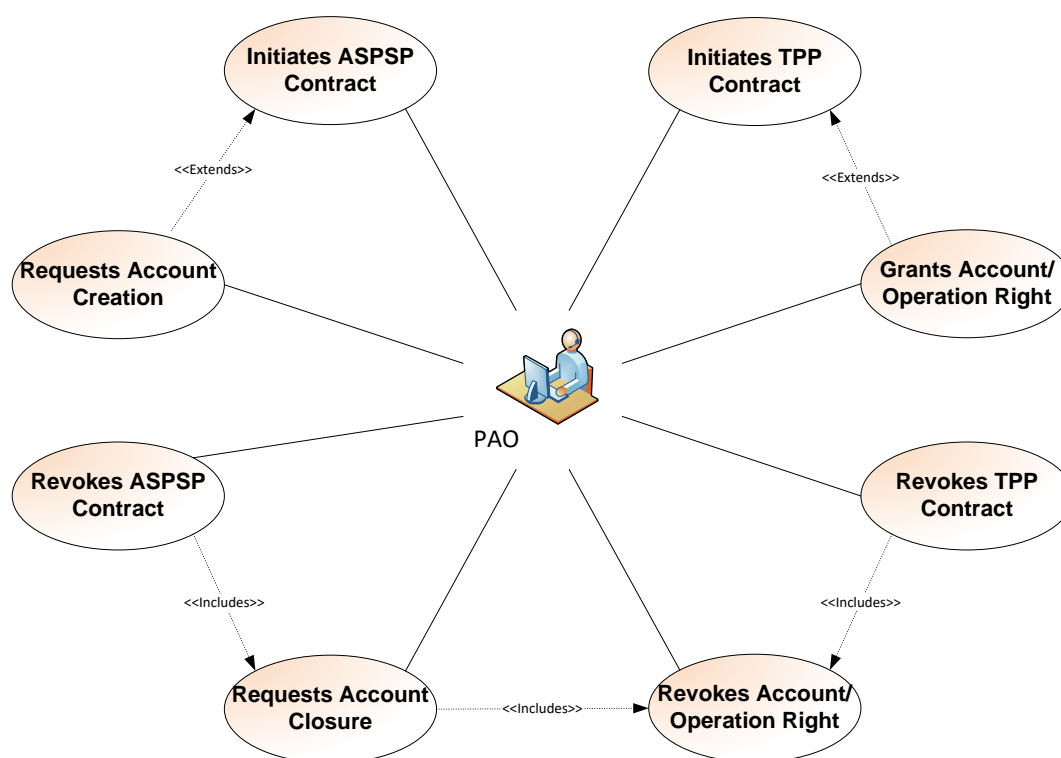 Initiates ASPSP
Contract
Initiates TPP
Contract
<<Extends>>
<<Extends>>
Requests Account
Creation
Grants Account/
Operation Right
PAO
Revokes ASPSP
Contract
Revokes TPP
Contract
<<Includes>>
<<Includes>>
Requests Account
Closure
<<Includes>>
Revokes Account/
Operation Right